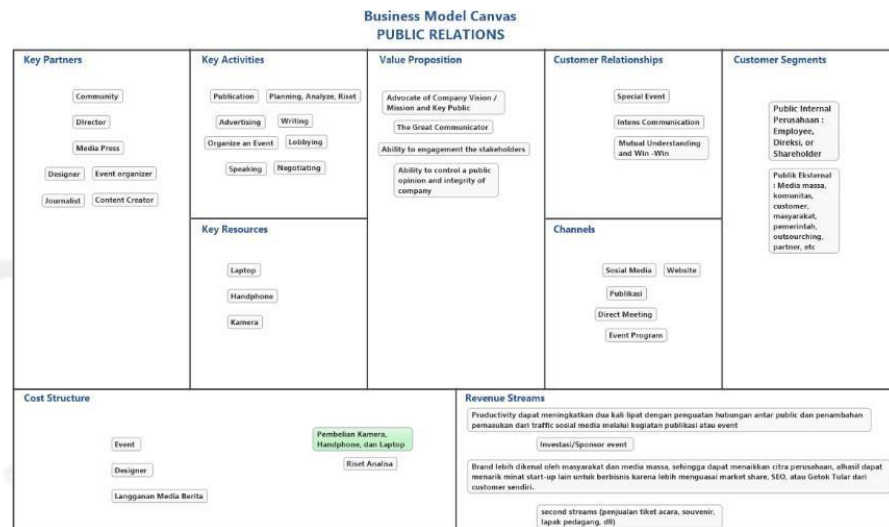 Business Model Canvas
PUBLIC RELATIONS
Key Partners
Community
Director
Media Press
Designer
Event organizer
Journalist
Content Creator
Key Activities
Publication
Planning, Analyze, Riset
Advertising
Writing
Organize an Event
Lobbying
Speaking
Negotiating
Key Resources
Laptop
Handphone
Kamera
Value Proposition
Advocate of Company Vision /
Mission and Key Public
The Great Communicator
Ability to engagement the stakeholders
Ability to control a public
opinion and integrity of
company
Customer Relationships
Special Event
Intens Communication
Mutual Understanding
and Win -Win
Channels
Sosial Media
Website
Publikasi
Direct Meeting
Event Program
Customer Segments
Public Internal
Perusahaan :
Employee,
Direksi, or
Shareholder
Publik Eksternal
: Media massa,
komunitas,
customer,
masyarakat,
pemerintah,
outsourching,
partner, etc
Cost Structure
Event
Designer
Langganan Media Berita
Pembelian Kamera,
Handphone, dan Laptop
Riset Analisa
Revenue Streams
Productivity dapat meningkatkan dua kali lipat dengan penguatan hubungan antar public dan penambahan
pemasukan dari traffic sosial media melalui kegiatan publikasi atau event
Investasi/Sponsor event
Brand lebih dikenal oleh masyarakat dan media massa, sehingga dapat menaikkan citra perusahaan, alhasil dapat
menarik minat start-up lain untuk berbisnis karena lebih menguasai market share, SEO, atau Getok Tular dari
customer sendiri.
second streams (penjualan tiket acara, souvenir,
lapak pedagang, dll)